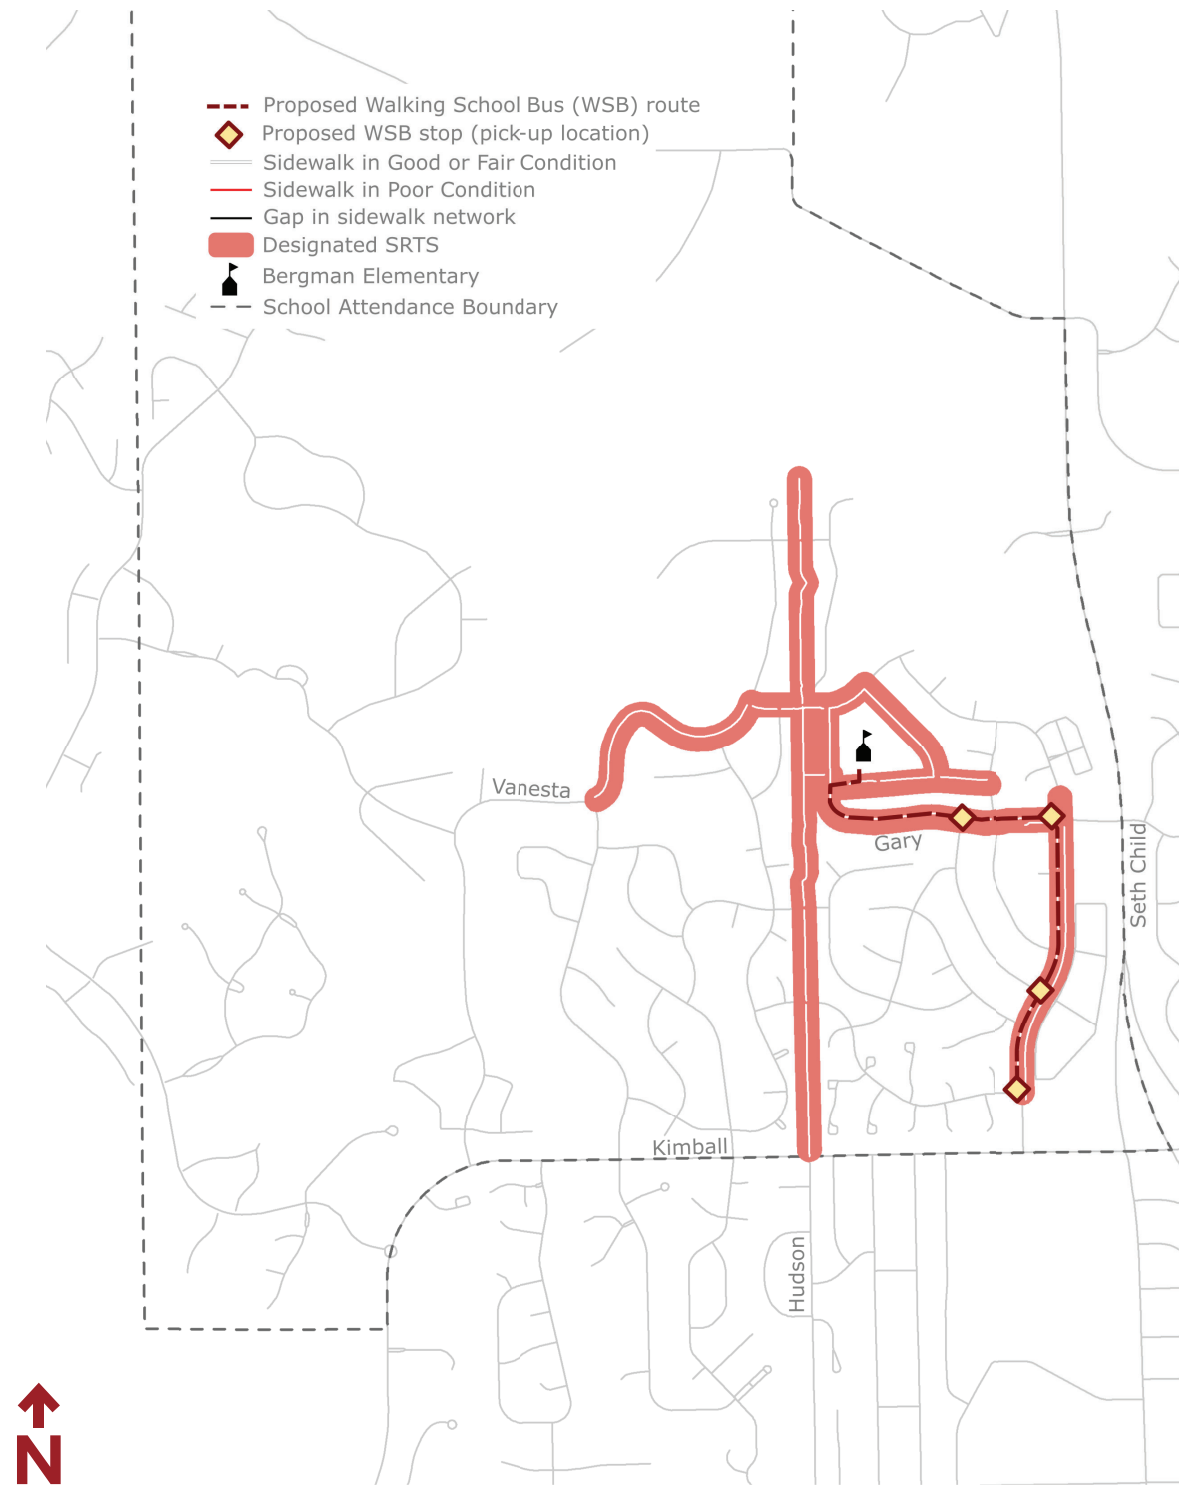 Proposed Walking School Bus (WSB) route
Proposed WSB stop (pick-up location)
Sidewalk in Good or Fair Condition
Sidewalk in Poor Condition
Gap in sidewalk network
Designated SRTS
Bergman Elementary
School Attendance Boundary
Vanesta
Gary
Seth Child
Kimball
Hudson
N